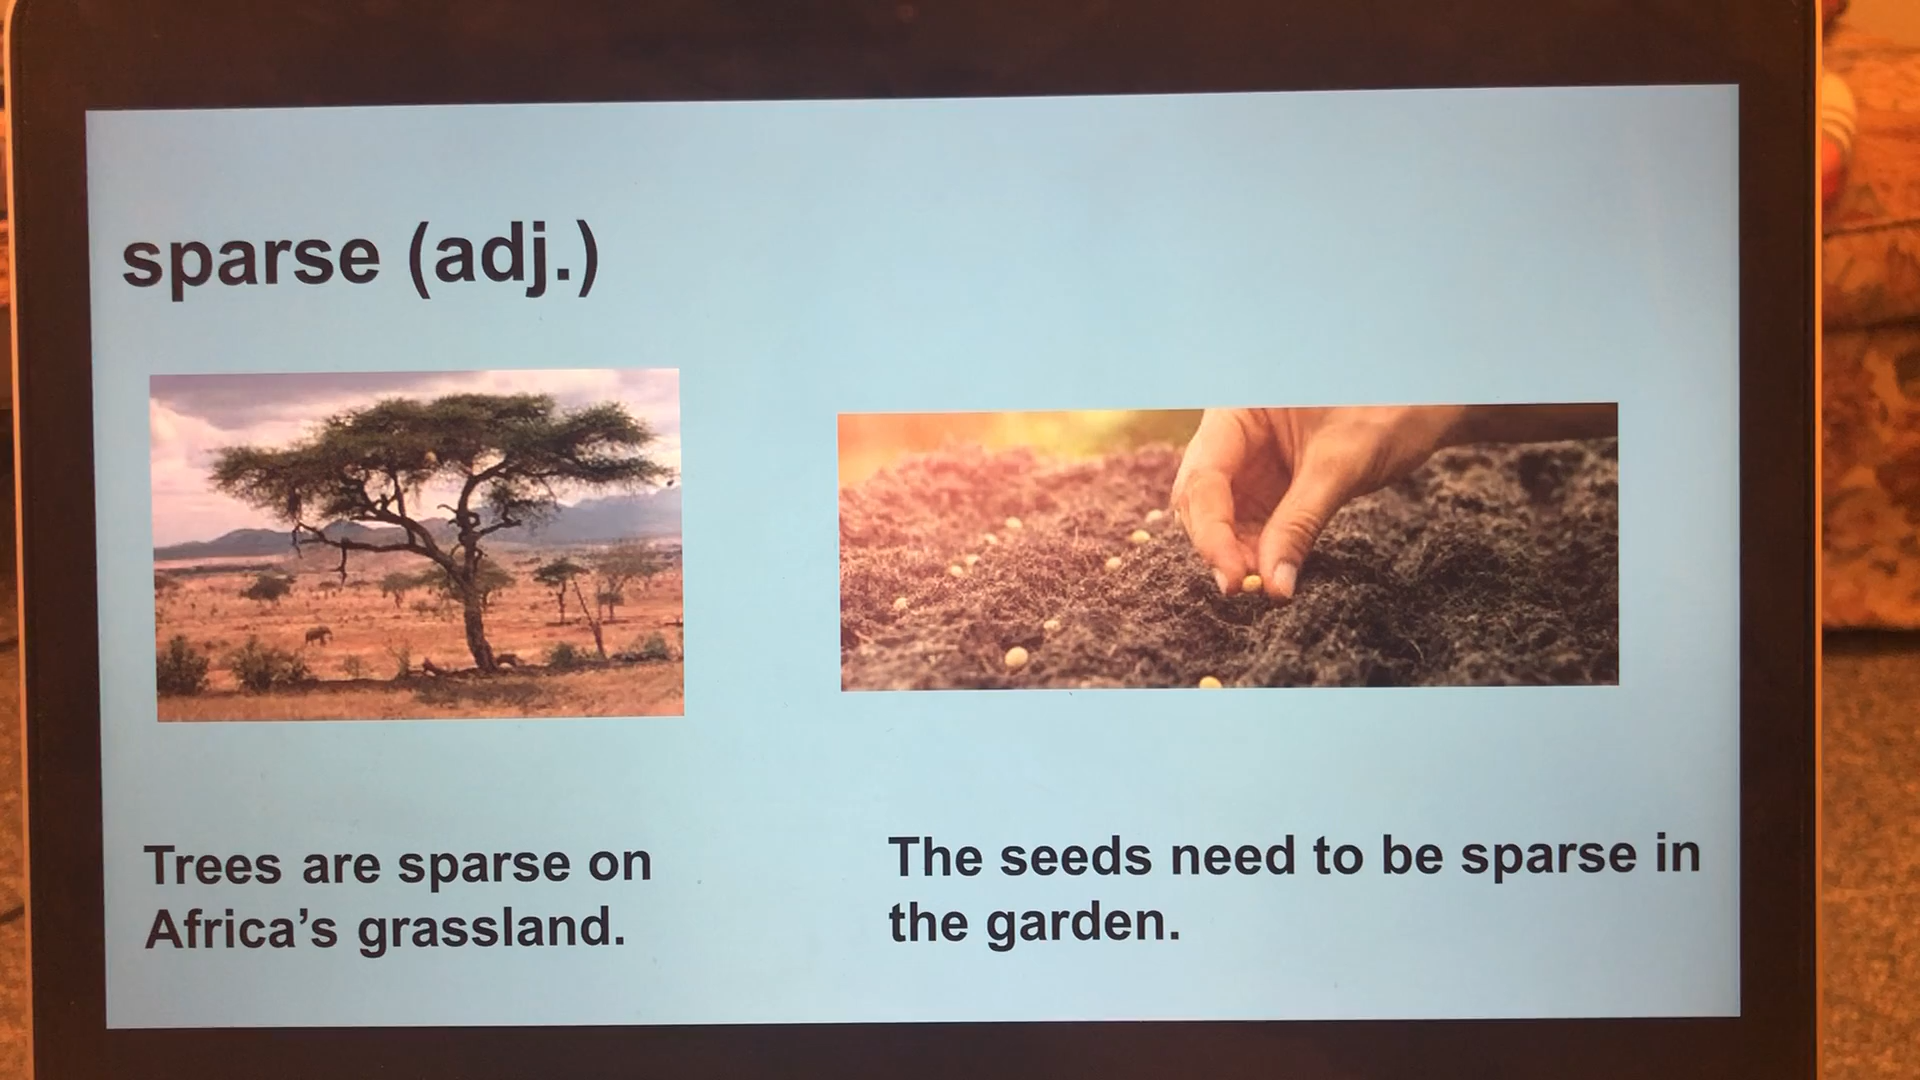 sparse (adj.)
Trees are sparse on
Africa’s grassland.
The seeds need to be sparse in
the garden.